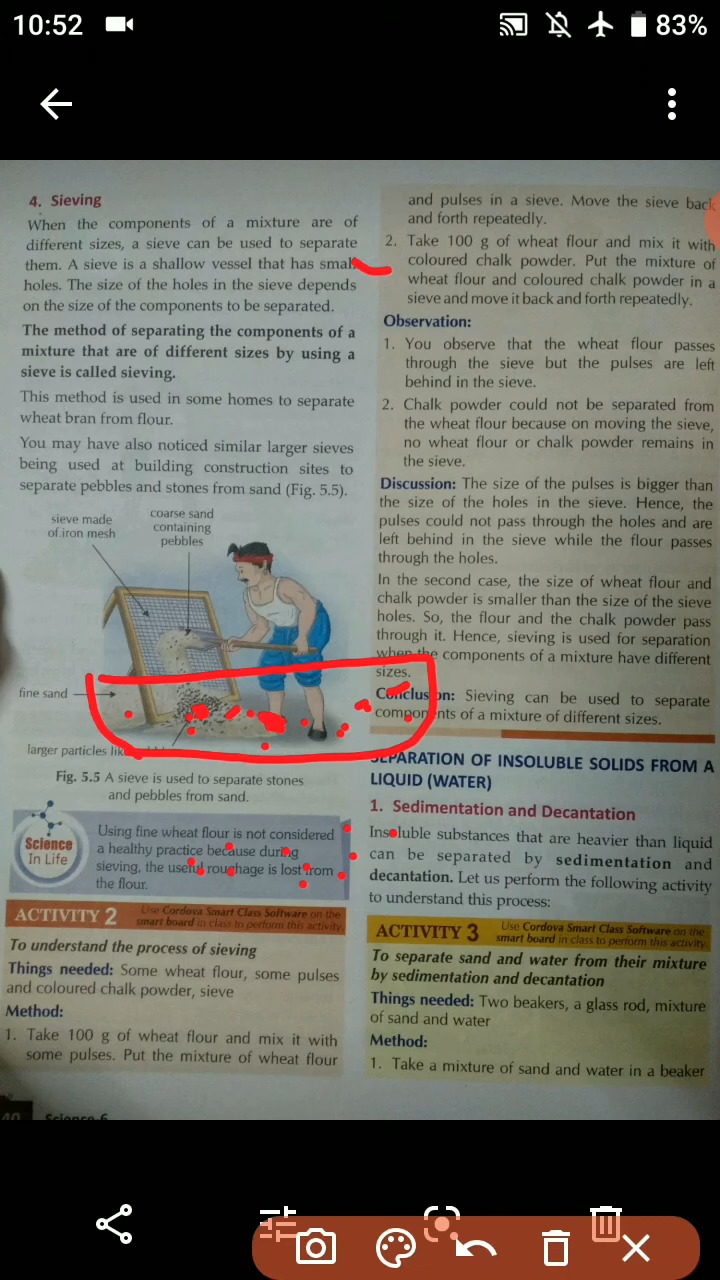 10:52
83%
4. Sieving
When the components of a mixture are of
different sizes, a sieve can be used to separate
them. A sieve is a shallow vessel that has small
holes. The size of the holes in the sieve depends
on the size of the components to be separated.
The method of separating the components of a
mixture that are of different sizes by using a
sieve is called sieving.
This method is used in some homes to separate
wheat bran from flour.
You may have also noticed similar larger sieves
being used at building construction sites to
separate pebbles and stones from sand (Fig. 5.5).
sieve made
of iron mesh
coarse sand
containing
pebbles
fine sand
larger particles
Fig. 5.5 A sieve is used to separate stones
and pebbles from sand.
Science
In Life
Using fine wheat flour is not considered
a healthy practice because during
sieving, the useful roughage is lost from
the flour.
ACTIVITY 2
Use Cordova Smart Class Software on the
smart board in class to perform this activity.
To understand the process of sieving
Things needed: Some wheat flour, some pulses
and coloured chalk powder, sieve
Method:
1. Take 100 g of wheat flour and mix it with
some pulses. Put the mixture of wheat flour
40 Science-6
and pulses in a sieve. Move the sieve back
and forth repeatedly.
2. Take 100 g of wheat flour and mix it with
coloured chalk powder. Put the mixture of
wheat flour and coloured chalk powder in a
sieve and move it back and forth repeatedly.
Observation:
1. You observe that the wheat flour passes
through the sieve but the pulses are left
behind in the sieve.
2. Chalk powder could not be separated from
the wheat flour because on moving the sieve,
no wheat flour or chalk powder remains in
the sieve.
Discussion: The size of the pulses is bigger than
the size of the holes in the sieve. Hence, the
pulses could not pass through the holes and are
left behind in the sieve while the flour passes
through the holes.
In the second case, the size of wheat flour and
chalk powder is smaller than the size of the sieve
holes. So, the flour and the chalk powder pass
through it. Hence, sieving is used for separation
when the components of a mixture have different
sizes.
Conclusion: Sieving can be used to separate
components of a mixture of different sizes.
SEPARATION OF INSOLUBLE SOLIDS FROM A
LIQUID (WATER)
1. Sedimentation and Decantation
Insoluble substances that are heavier than liquid
can be separated by sedimentation and
decantation. Let us perform the following activity
to understand this process:
ACTIVITY 3
Use Cordova Smart Class Software on the
smart board in class to perform this activity.
To separate sand and water from their mixture
by sedimentation and decantation
Things needed: Two beakers, a glass rod, mixture
of sand and water
Method:
1. Take a mixture of sand and water in a beaker